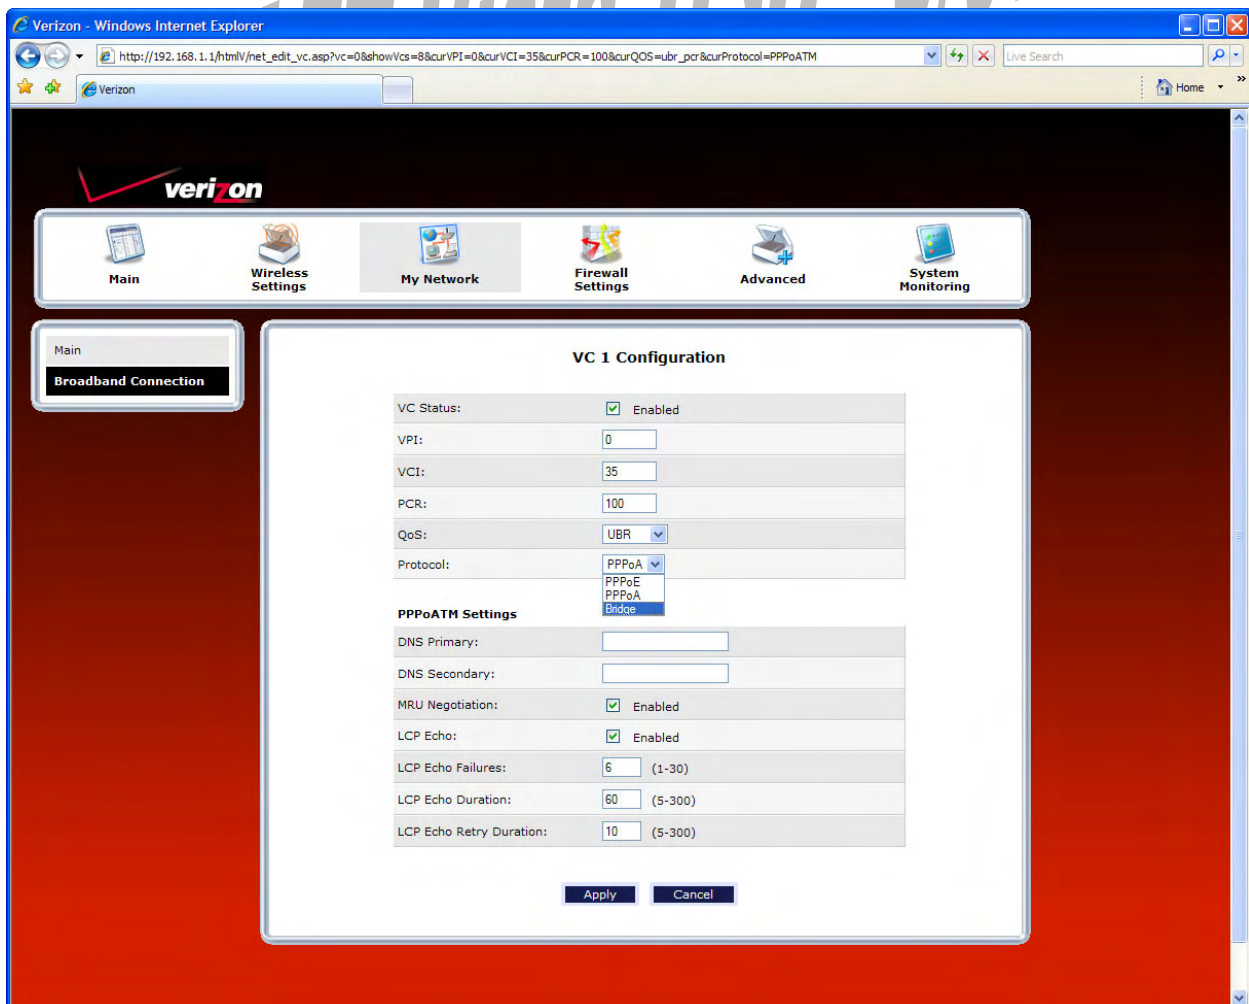 Verizon - Windows Internet Explorer
http://192.168.1.1/htmlV/net_edit_vc.asp?vc=0&showVcs=8&curVPI=0&curVCI=35&curPCR=100&curQOS=ubr_pcr&curProtocol=PPPoATM
Live Search
Verizon
Home
verizon
Main
Wireless Settings
My Network
Firewall Settings
Advanced
System Monitoring
Main
Broadband Connection
VC 1 Configuration
VC Status: Enabled
VPI: 0
VCI: 35
PCR: 100
QoS: UBR
Protocol: PPPoA
PPPoE
PPPoA
Bridge
PPPoATM Settings
DNS Primary:
DNS Secondary:
MRU Negotiation: Enabled
LCP Echo: Enabled
LCP Echo Failures: 6 (1-30)
LCP Echo Duration: 60 (5-300)
LCP Echo Retry Duration: 10 (5-300)
Apply Cancel